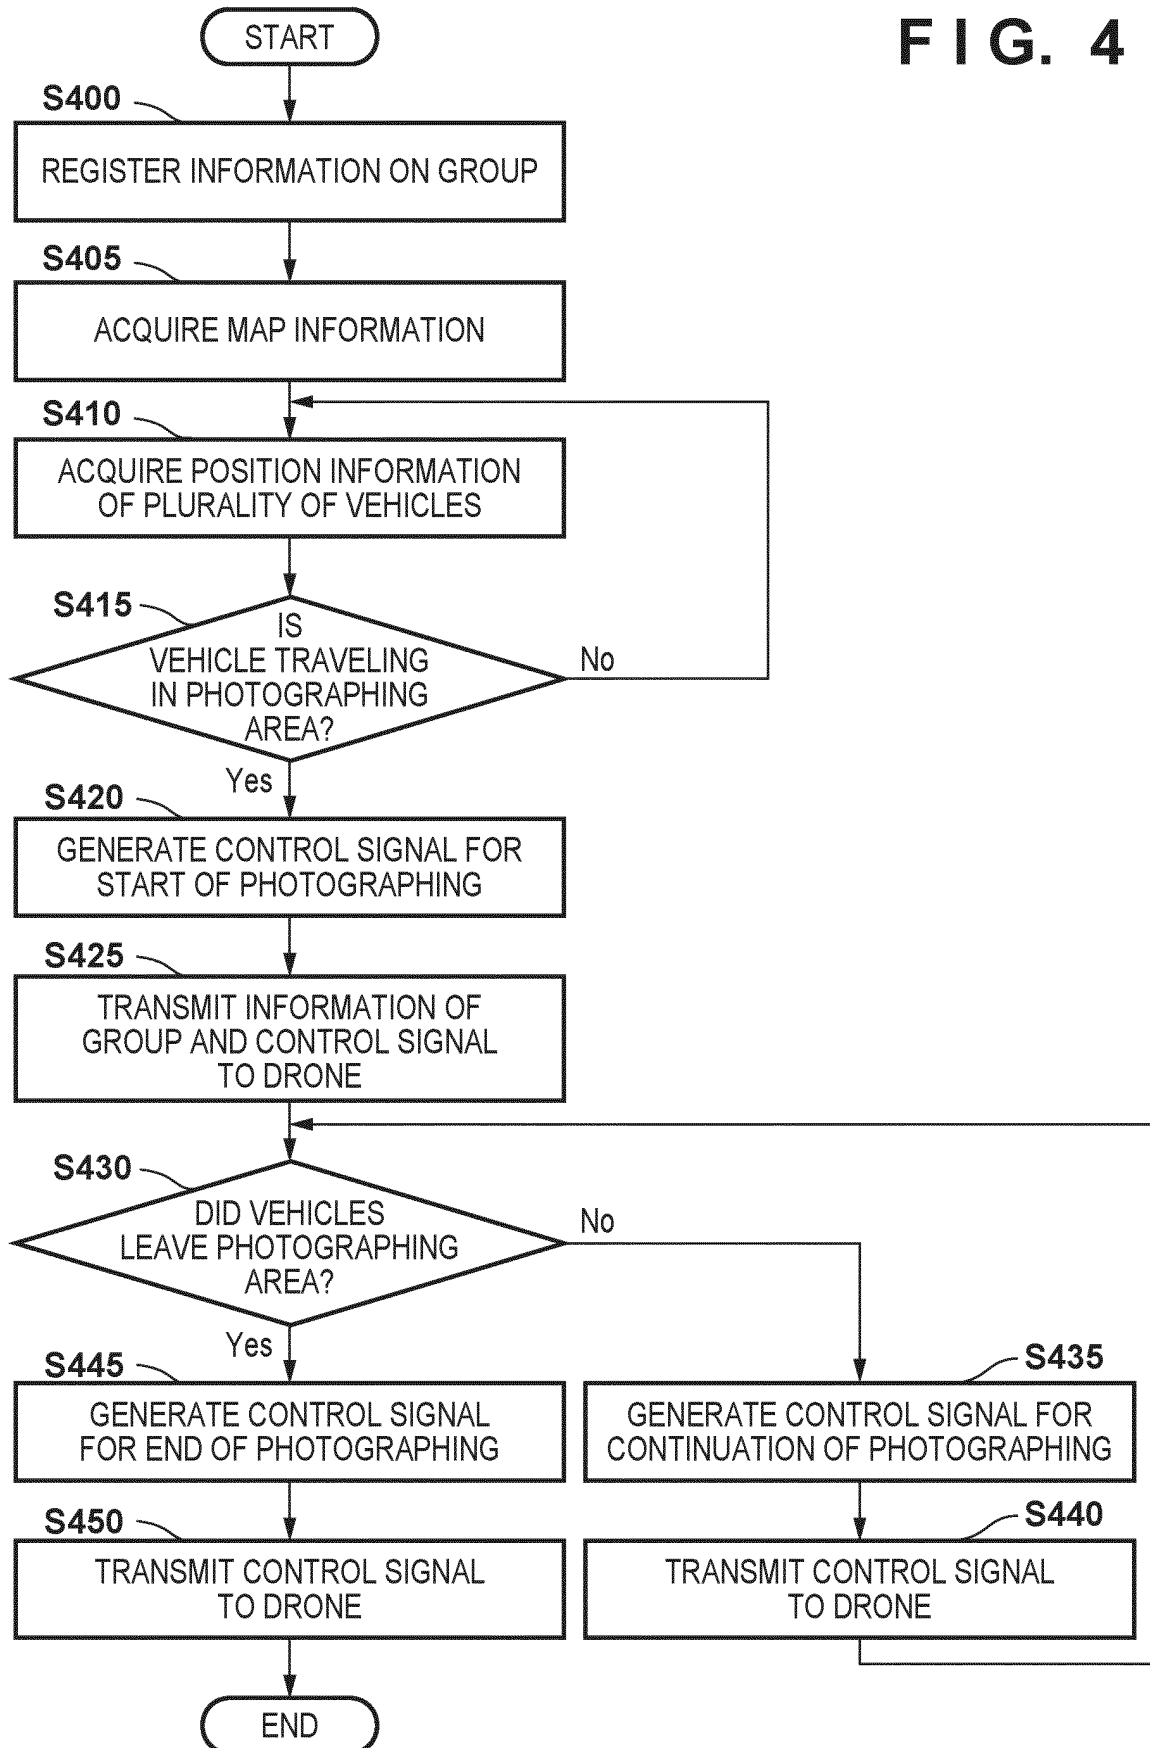 FIG. 4
START
S400
REGISTER INFORMATION ON GROUP
S405
ACQUIRE MAP INFORMATION
S410
ACQUIRE POSITION INFORMATION
OF PLURALITY OF VEHICLES
S415
IS
VEHICLE TRAVELING
IN PHOTOGRAPHING
AREA?
No
Yes
S420
GENERATE CONTROL SIGNAL FOR
START OF PHOTOGRAPHING
S425
TRANSMIT INFORMATION OF
GROUP AND CONTROL SIGNAL
TO DRONE
S430
DID VEHICLES
LEAVE PHOTOGRAPHING
AREA?
No
Yes
S445
GENERATE CONTROL SIGNAL
FOR END OF PHOTOGRAPHING
S435
GENERATE CONTROL SIGNAL FOR
CONTINUATION OF PHOTOGRAPHING
S450
TRANSMIT CONTROL SIGNAL
TO DRONE
S440
TRANSMIT CONTROL SIGNAL
TO DRONE
END